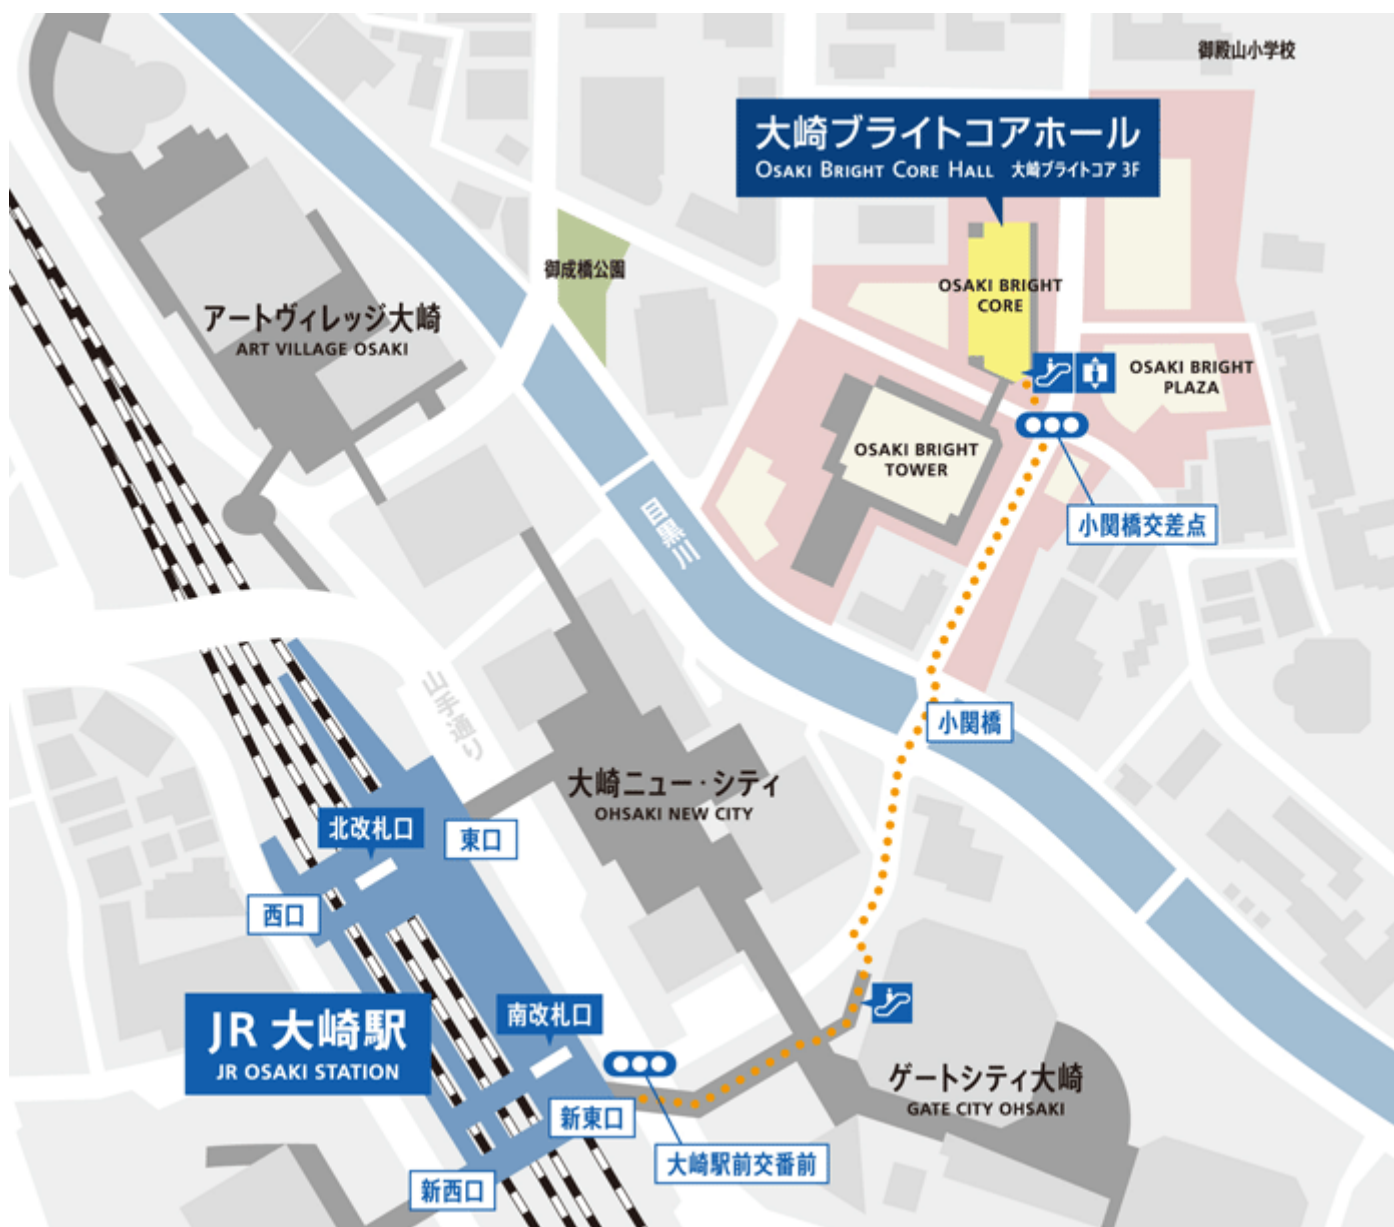 御殿山小学校
大崎ブライトコアホール
OSAKI BRIGHT CORE HALL 大崎ブライトコア 3F
御成橋公園
OSAKI BRIGHT
CORE
アートヴィレッジ大崎
ART VILLAGE OSAKI
OSAKI BRIGHT
PLAZA
OSAKI BRIGHT
TOWER
目黒川
小関橋交差点
山手通り
小関橋
大崎ニュー・シティ
OHSAKI NEW CITY
北改札口
東口
西口
南改札口
JR 大崎駅
JR OSAKI STATION
ゲートシティ大崎
GATE CITY OHSAKI
新東口
大崎駅前交番前
新西口